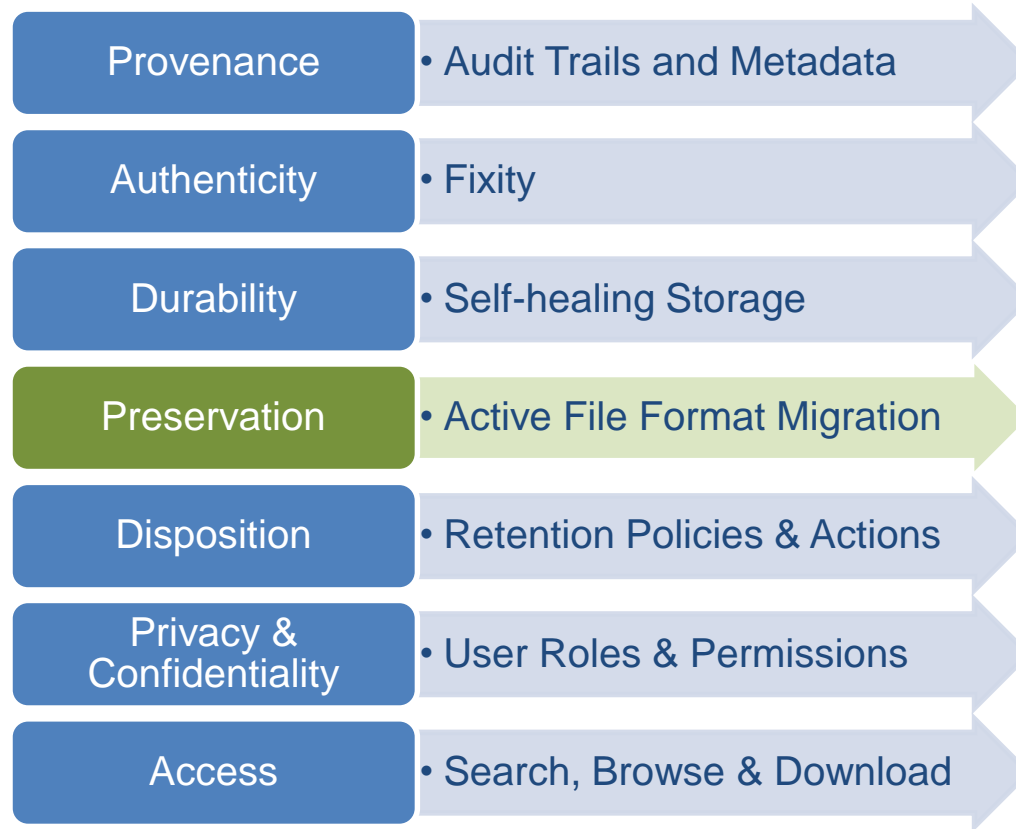 Provenance
• Audit Trails and Metadata
Authenticity
• Fixity
Durability
• Self-healing Storage
Preservation
• Active File Format Migration
Disposition
• Retention Policies & Actions
Privacy &
Confidentiality
• User Roles & Permissions
Access
• Search, Browse & Download